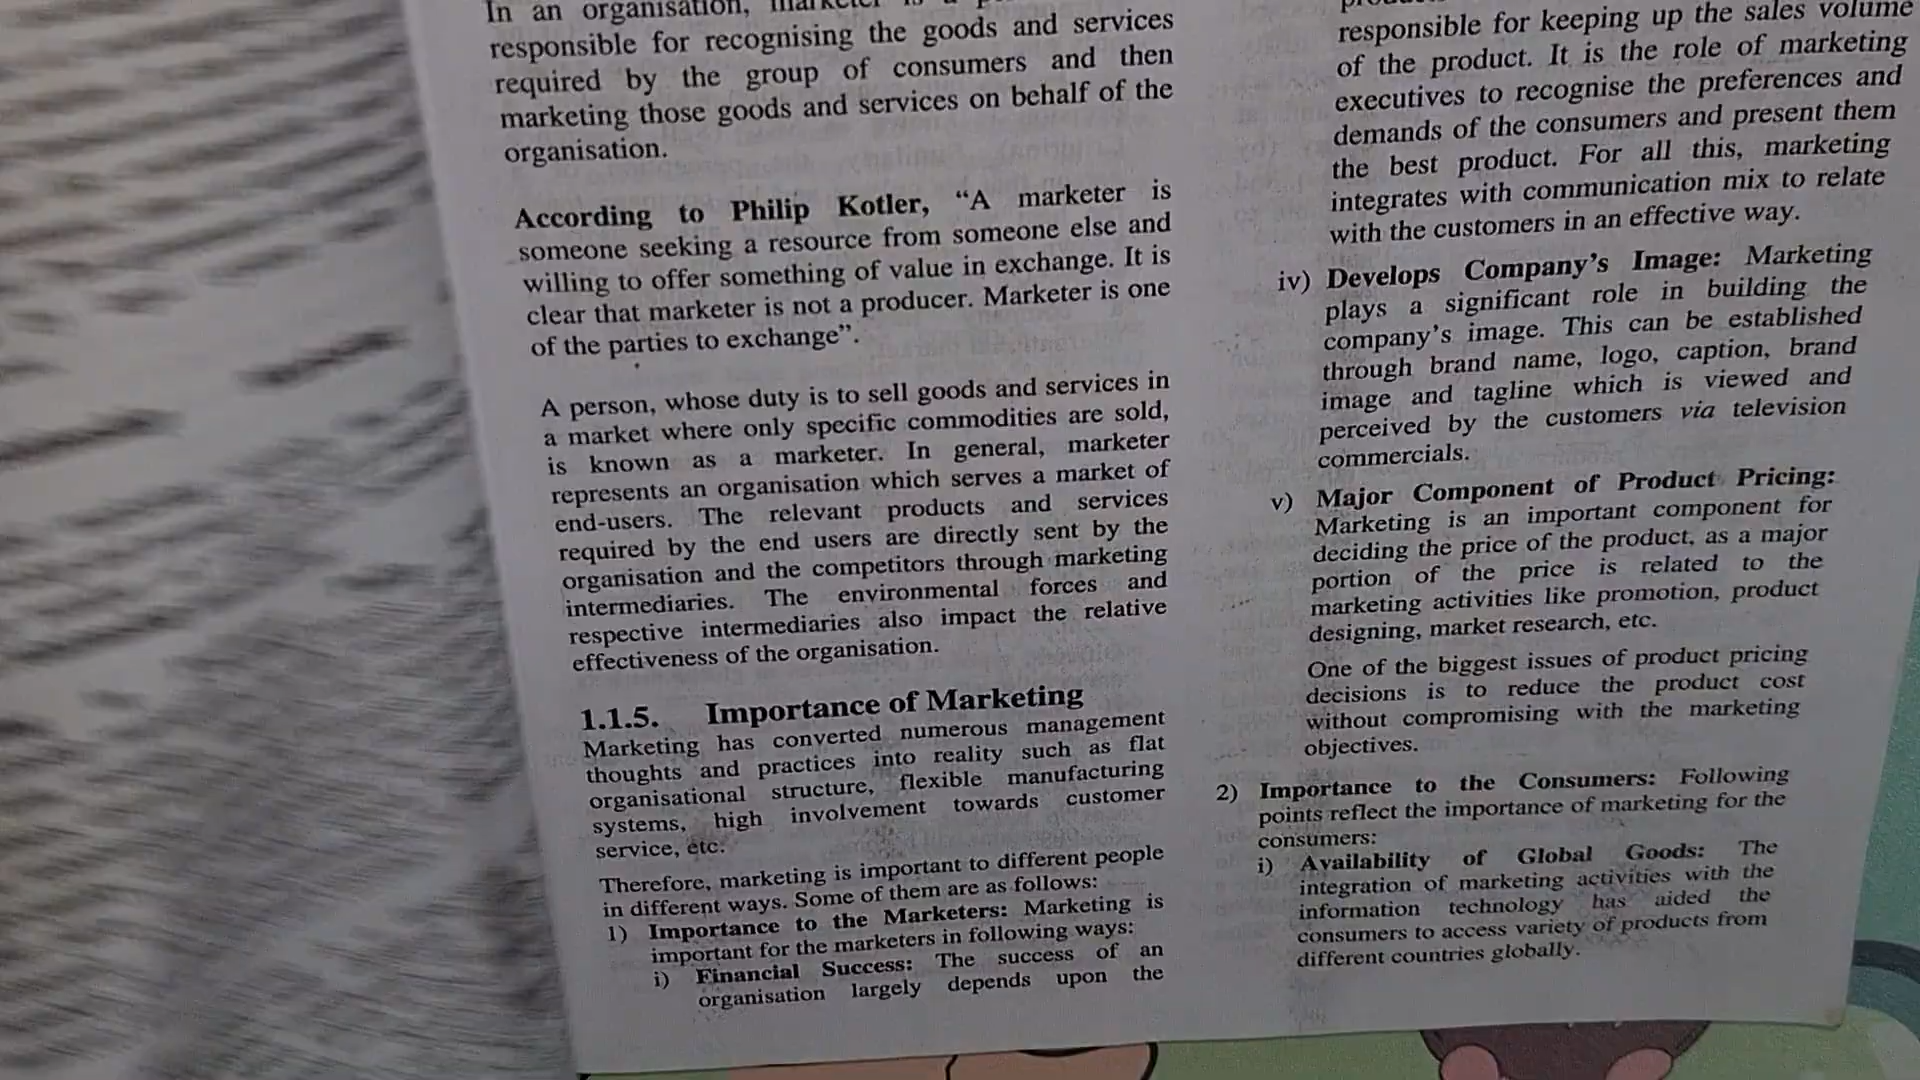 In an organisation, marketer is a
responsible for recognising the goods and services
required by the group of consumers and then
marketing those goods and services on behalf of the
organisation.
According to Philip Kotler, “A marketer is
someone seeking a resource from someone else and
willing to offer something of value in exchange. It is
clear that marketer is not a producer. Marketer is one
of the parties to exchange”.
A person, whose duty is to sell goods and services in
a market where only specific commodities are sold,
is known as a marketer. In general, marketer
represents an organisation which serves a market of
end-users. The relevant products and services
required by the end users are directly sent by the
organisation and the competitors through marketing
intermediaries. The environmental forces and
respective intermediaries also impact the relative
effectiveness of the organisation.
1.1.5. Importance of Marketing
Marketing has converted numerous management
thoughts and practices into reality such as flat
organisational structure, flexible manufacturing
systems, high involvement towards customer
service, etc.
Therefore, marketing is important to different people
in different ways. Some of them are as follows:
1) Importance to the Marketers: Marketing is
important for the marketers in following ways:
i) Financial Success: The success of an
organisation largely depends upon the
responsible for keeping up the sales volume
of the product. It is the role of marketing
executives to recognise the preferences and
demands of the consumers and present them
the best product. For all this, marketing
integrates with communication mix to relate
with the customers in an effective way.
iv) Develops Company’s Image: Marketing
plays a significant role in building the
company’s image. This can be established
through brand name, logo, caption, brand
image and tagline which is viewed and
perceived by the customers via television
commercials.
v) Major Component of Product Pricing:
Marketing is an important component for
deciding the price of the product, as a major
portion of the price is related to the
marketing activities like promotion, product
designing, market research, etc.
One of the biggest issues of product pricing
decisions is to reduce the product cost
without compromising with the marketing
objectives.
2) Importance to the Consumers: Following
points reflect the importance of marketing for the
consumers:
i) Availability of Global Goods: The
integration of marketing activities with the
information technology has aided the
consumers to access variety of products from
different countries globally.